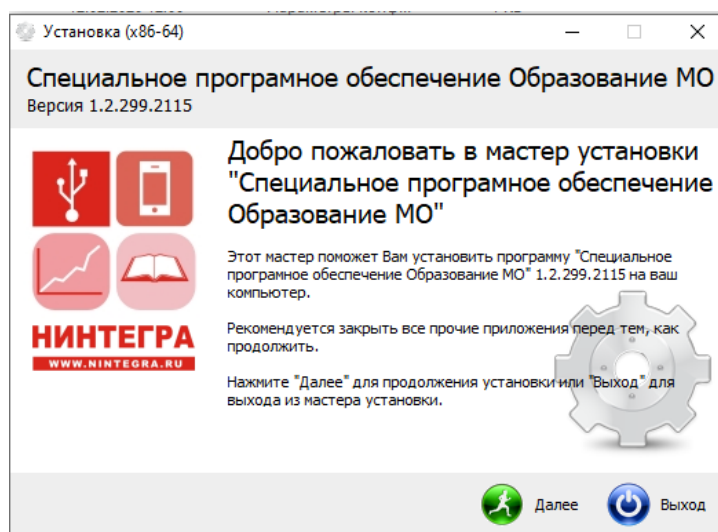 Установка (x86-64)
Специальное програмное обеспечение Образование МО
Версия 1.2.299.2115
Добро пожаловать в мастер установки
"Специальное програмное обеспечение
Образование МО"
Этот мастер поможет Вам установить программу "Специальное
програмное обеспечение Образование МО" 1.2.299.2115 на ваш
компьютер.
Рекомендуется закрыть все прочие приложения перед тем, как
продолжить.
Нажмите "Далее" для продолжения установки или "Выход" для
выхода из мастера установки.
НИНТЕГРА
WWW.NINTEGRA.RU
Далее
Выход